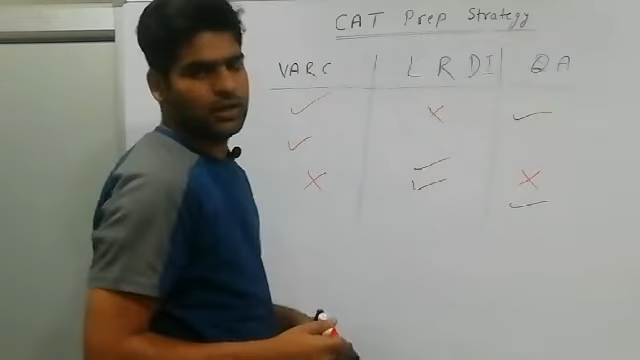 CAT Prep Strategy
VARC | LRDI | QA
✓ ✗ ✓
✓
✓
✗ ✓ ✗
✓